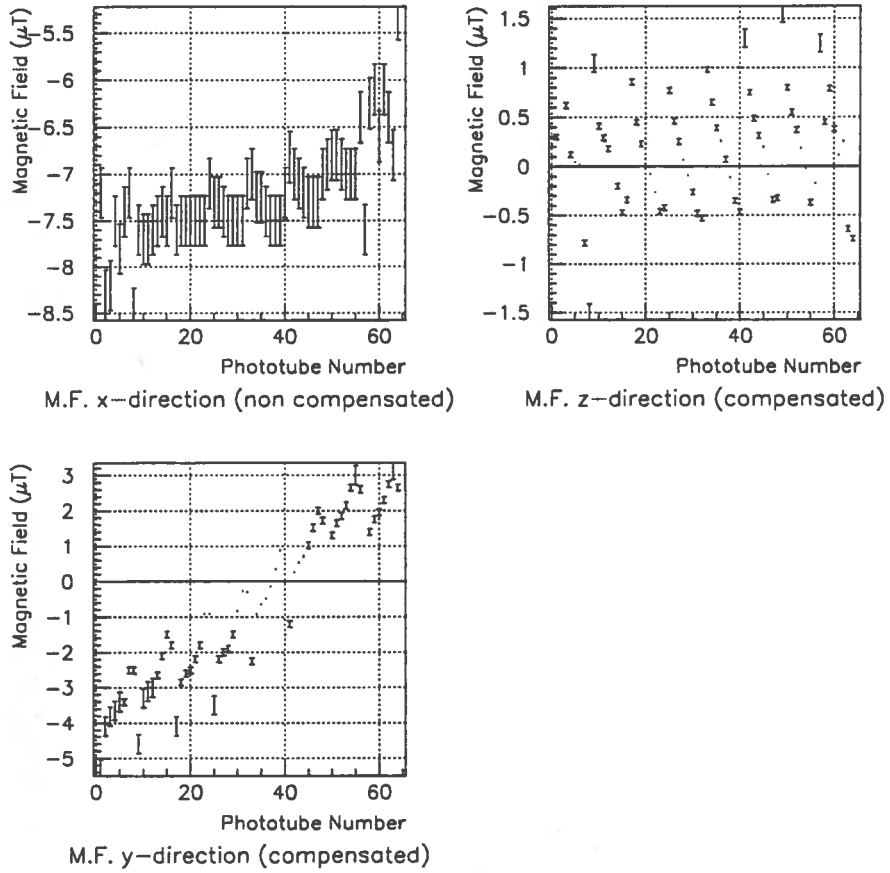 Magnetic Field (μT)
−5.5
−6
−6.5
−7
−7.5
−8
−8.5
0 20 40 60
Phototube Number
M.F. x−direction (non compensated)
Magnetic Field (μT)
1.5
1
0.5
0
−0.5
−1
−1.5
0 20 40 60
Phototube Number
M.F. z−direction (compensated)
Magnetic Field (μT)
3
2
1
0
−1
−2
−3
−4
−5
0 20 40 60
Phototube Number
M.F. y−direction (compensated)